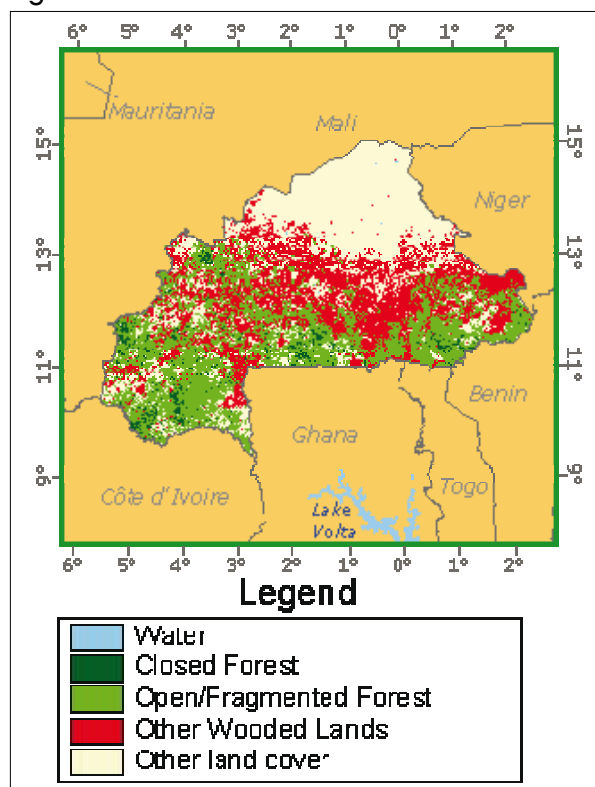 6° 5° 4° 3° 2° 1° 0° 1° 2°
Mauritania
Mali
15° 15°
Niger
13° 13°
11° 11°
Benin
Ghana
9° 9°
Côte d'Ivoire
Togo
Lake
Volta
6° 5° 4° 3° 2° 1° 0° 1° 2°
Legend
Water
Closed Forest
Open/Fragmented Forest
Other Wooded Lands
Other land cover